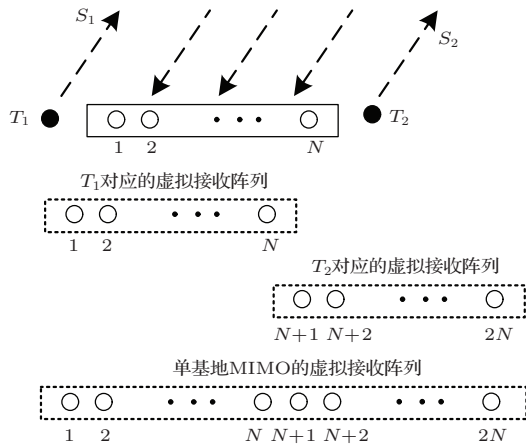 S₁ S₂
T₁ T₂
1 2 N
T₁对应的虚拟接收阵列
1 2 N
T₂对应的虚拟接收阵列
N+1 N+2 2N
单基地MIMO的虚拟接收阵列
1 2 N N+1 N+2 2N